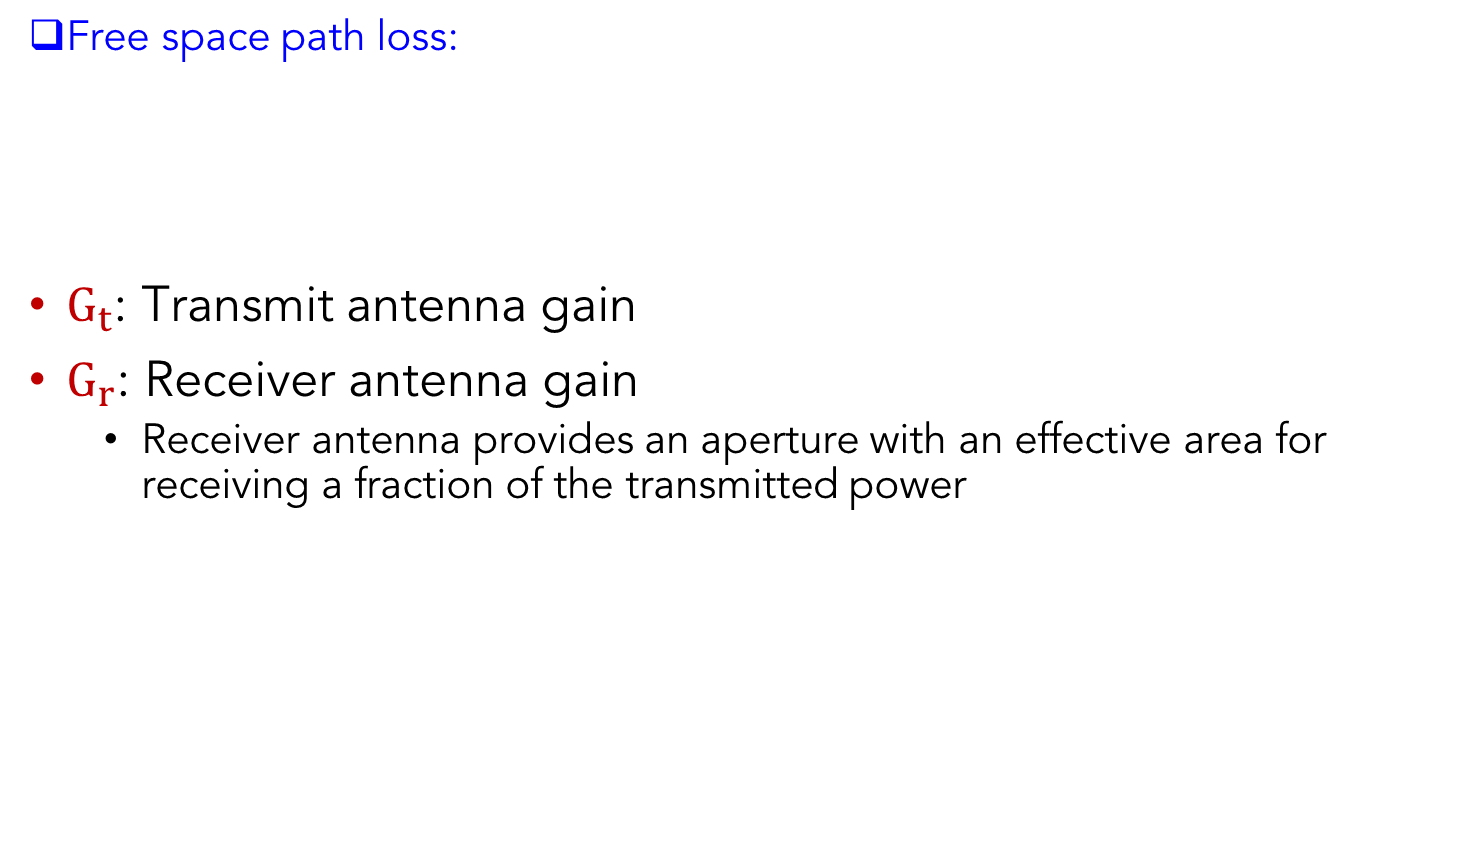 ❑Free space path loss:
• Gt: Transmit antenna gain
• Gr: Receiver antenna gain
• Receiver antenna provides an aperture with an effective area for
receiving a fraction of the transmitted power